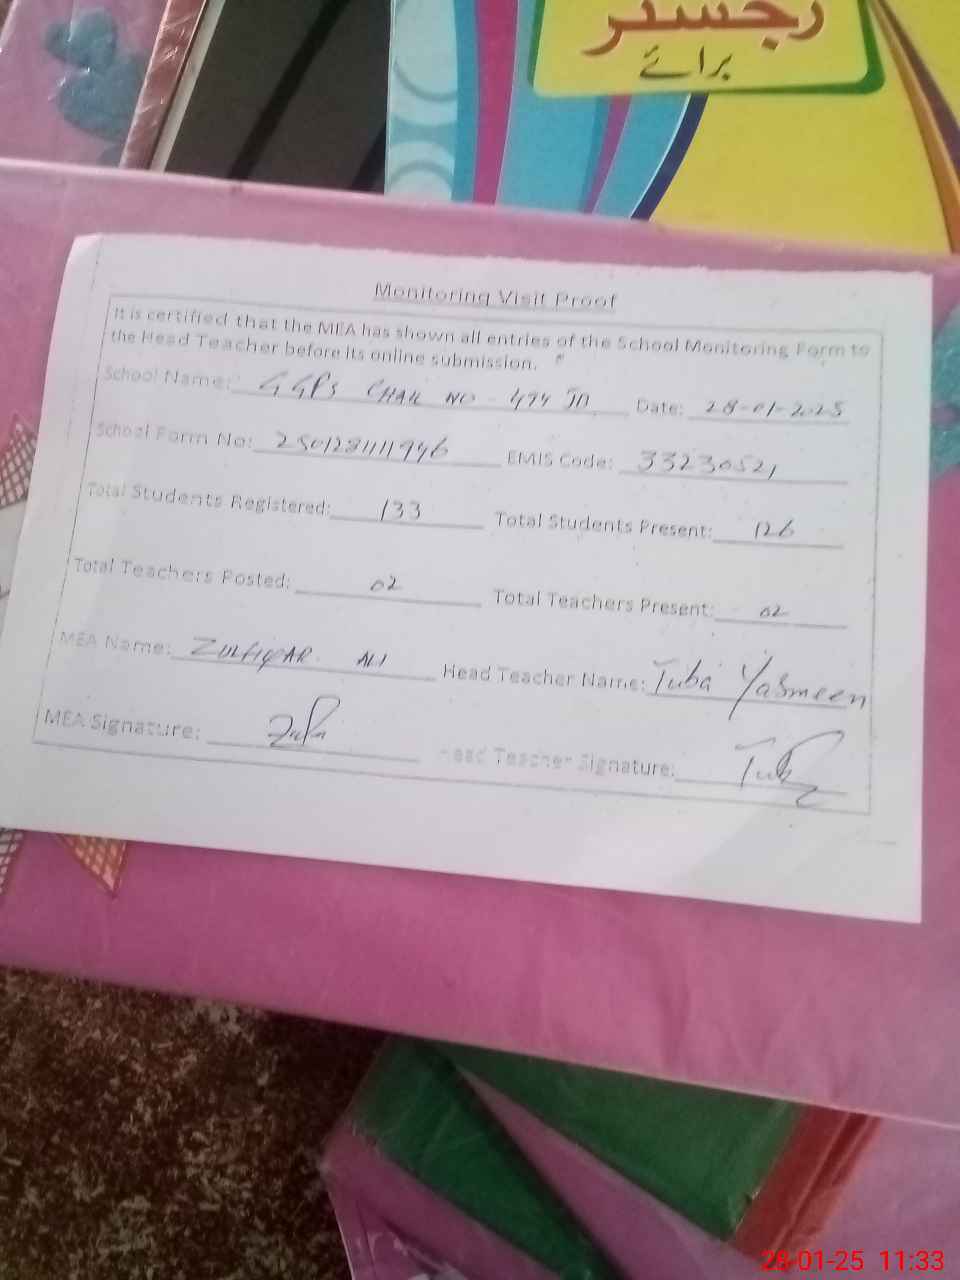 رجسٹر
برائے
Monitoring Visit Proof
It is certified that the MEA has shown all entries of the School Monitoring Form to
the Head Teacher before its online submission.
School Name: GGPS CHAK NO 494 JB Date: 28-01-2025
School Form No: EMIS Code: 33230521
Total Students Registered: 133 Total Students Present: 126
Total Teachers Posted: 02 Total Teachers Present: 02
MEA Name: ZULFIQAR ALI Head Teacher Name: Tuba Yasmeen
MEA Signature: Head Teacher Signature:
28-01-25 11:33